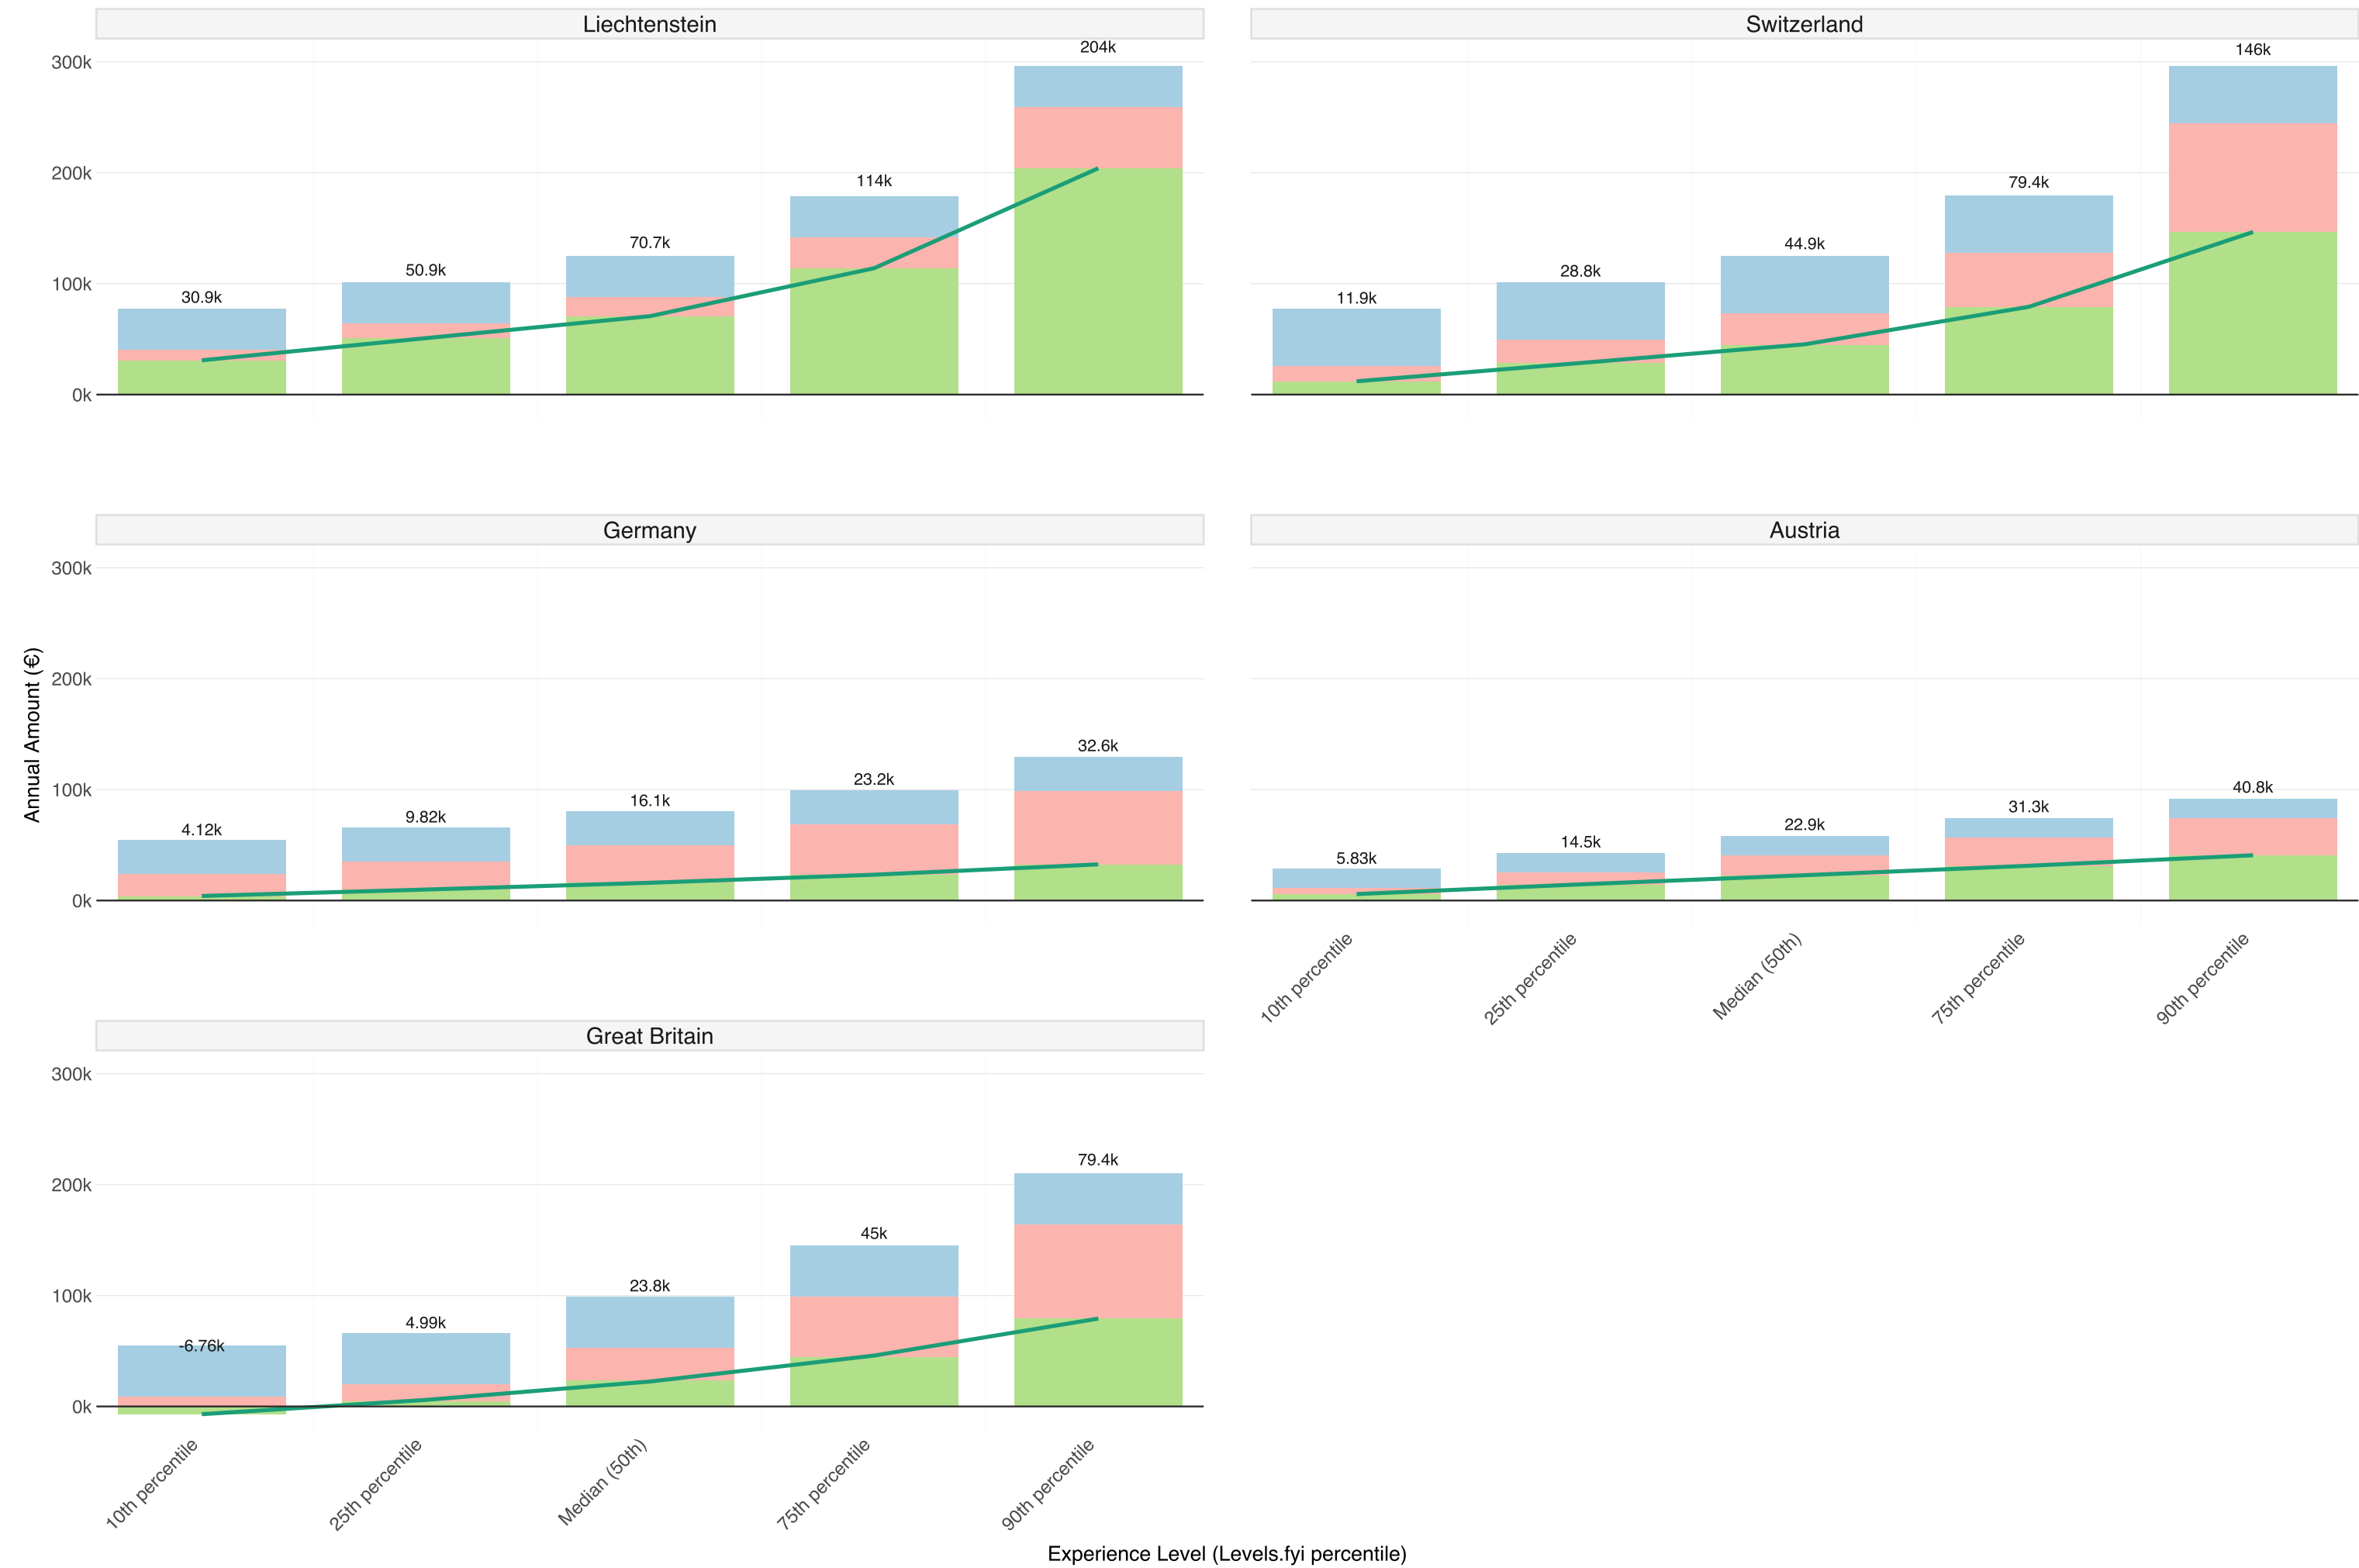 Liechtenstein
300k
200k
100k
0k
30.9k
50.9k
70.7k
114k
204k
Switzerland
11.9k
28.8k
44.9k
79.4k
146k
Annual Amount (€)
Germany
300k
200k
100k
0k
4.12k
9.82k
16.1k
23.2k
32.6k
Austria
5.83k
14.5k
22.9k
31.3k
40.8k
10th percentile
25th percentile
Median (50th)
75th percentile
90th percentile
Great Britain
300k
200k
100k
0k
-6.76k
4.99k
23.8k
45k
79.4k
10th percentile
25th percentile
Median (50th)
75th percentile
90th percentile
Experience Level (Levels.fyi percentile)